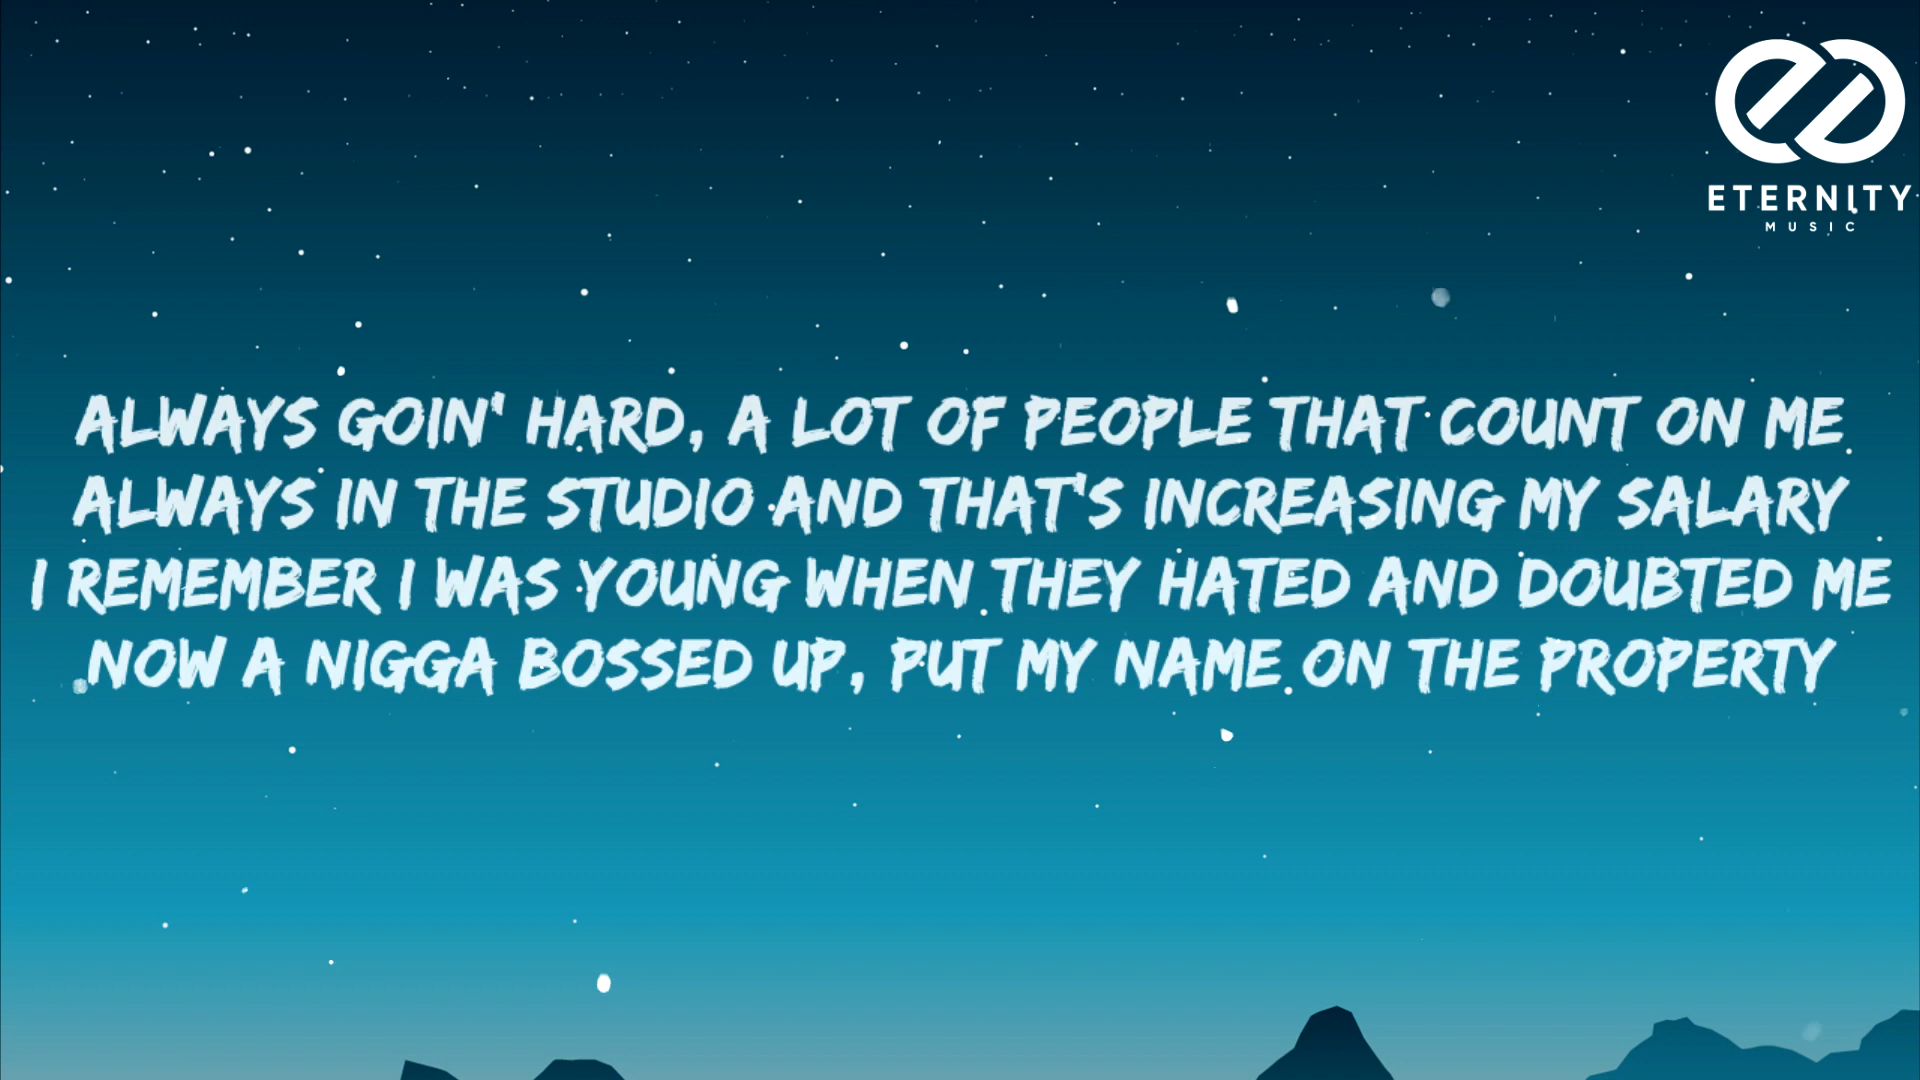 ETERNITY
MUSIC
ALWAYS GOIN' HARD, A LOT OF PEOPLE THAT COUNT ON ME
ALWAYS IN THE STUDIO AND THAT'S INCREASING MY SALARY
I REMEMBER I WAS YOUNG WHEN THEY HATED AND DOUBTED ME
NOW A NIGGA BOSSED UP, PUT MY NAME ON THE PROPERTY